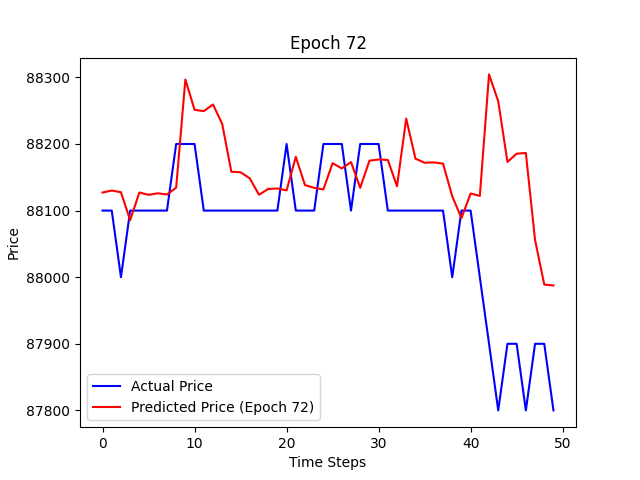 Epoch 72
88300
88200
88100
88000
87900
87800
Price
Actual Price
Predicted Price (Epoch 72)
0 10 20 30 40 50
Time Steps